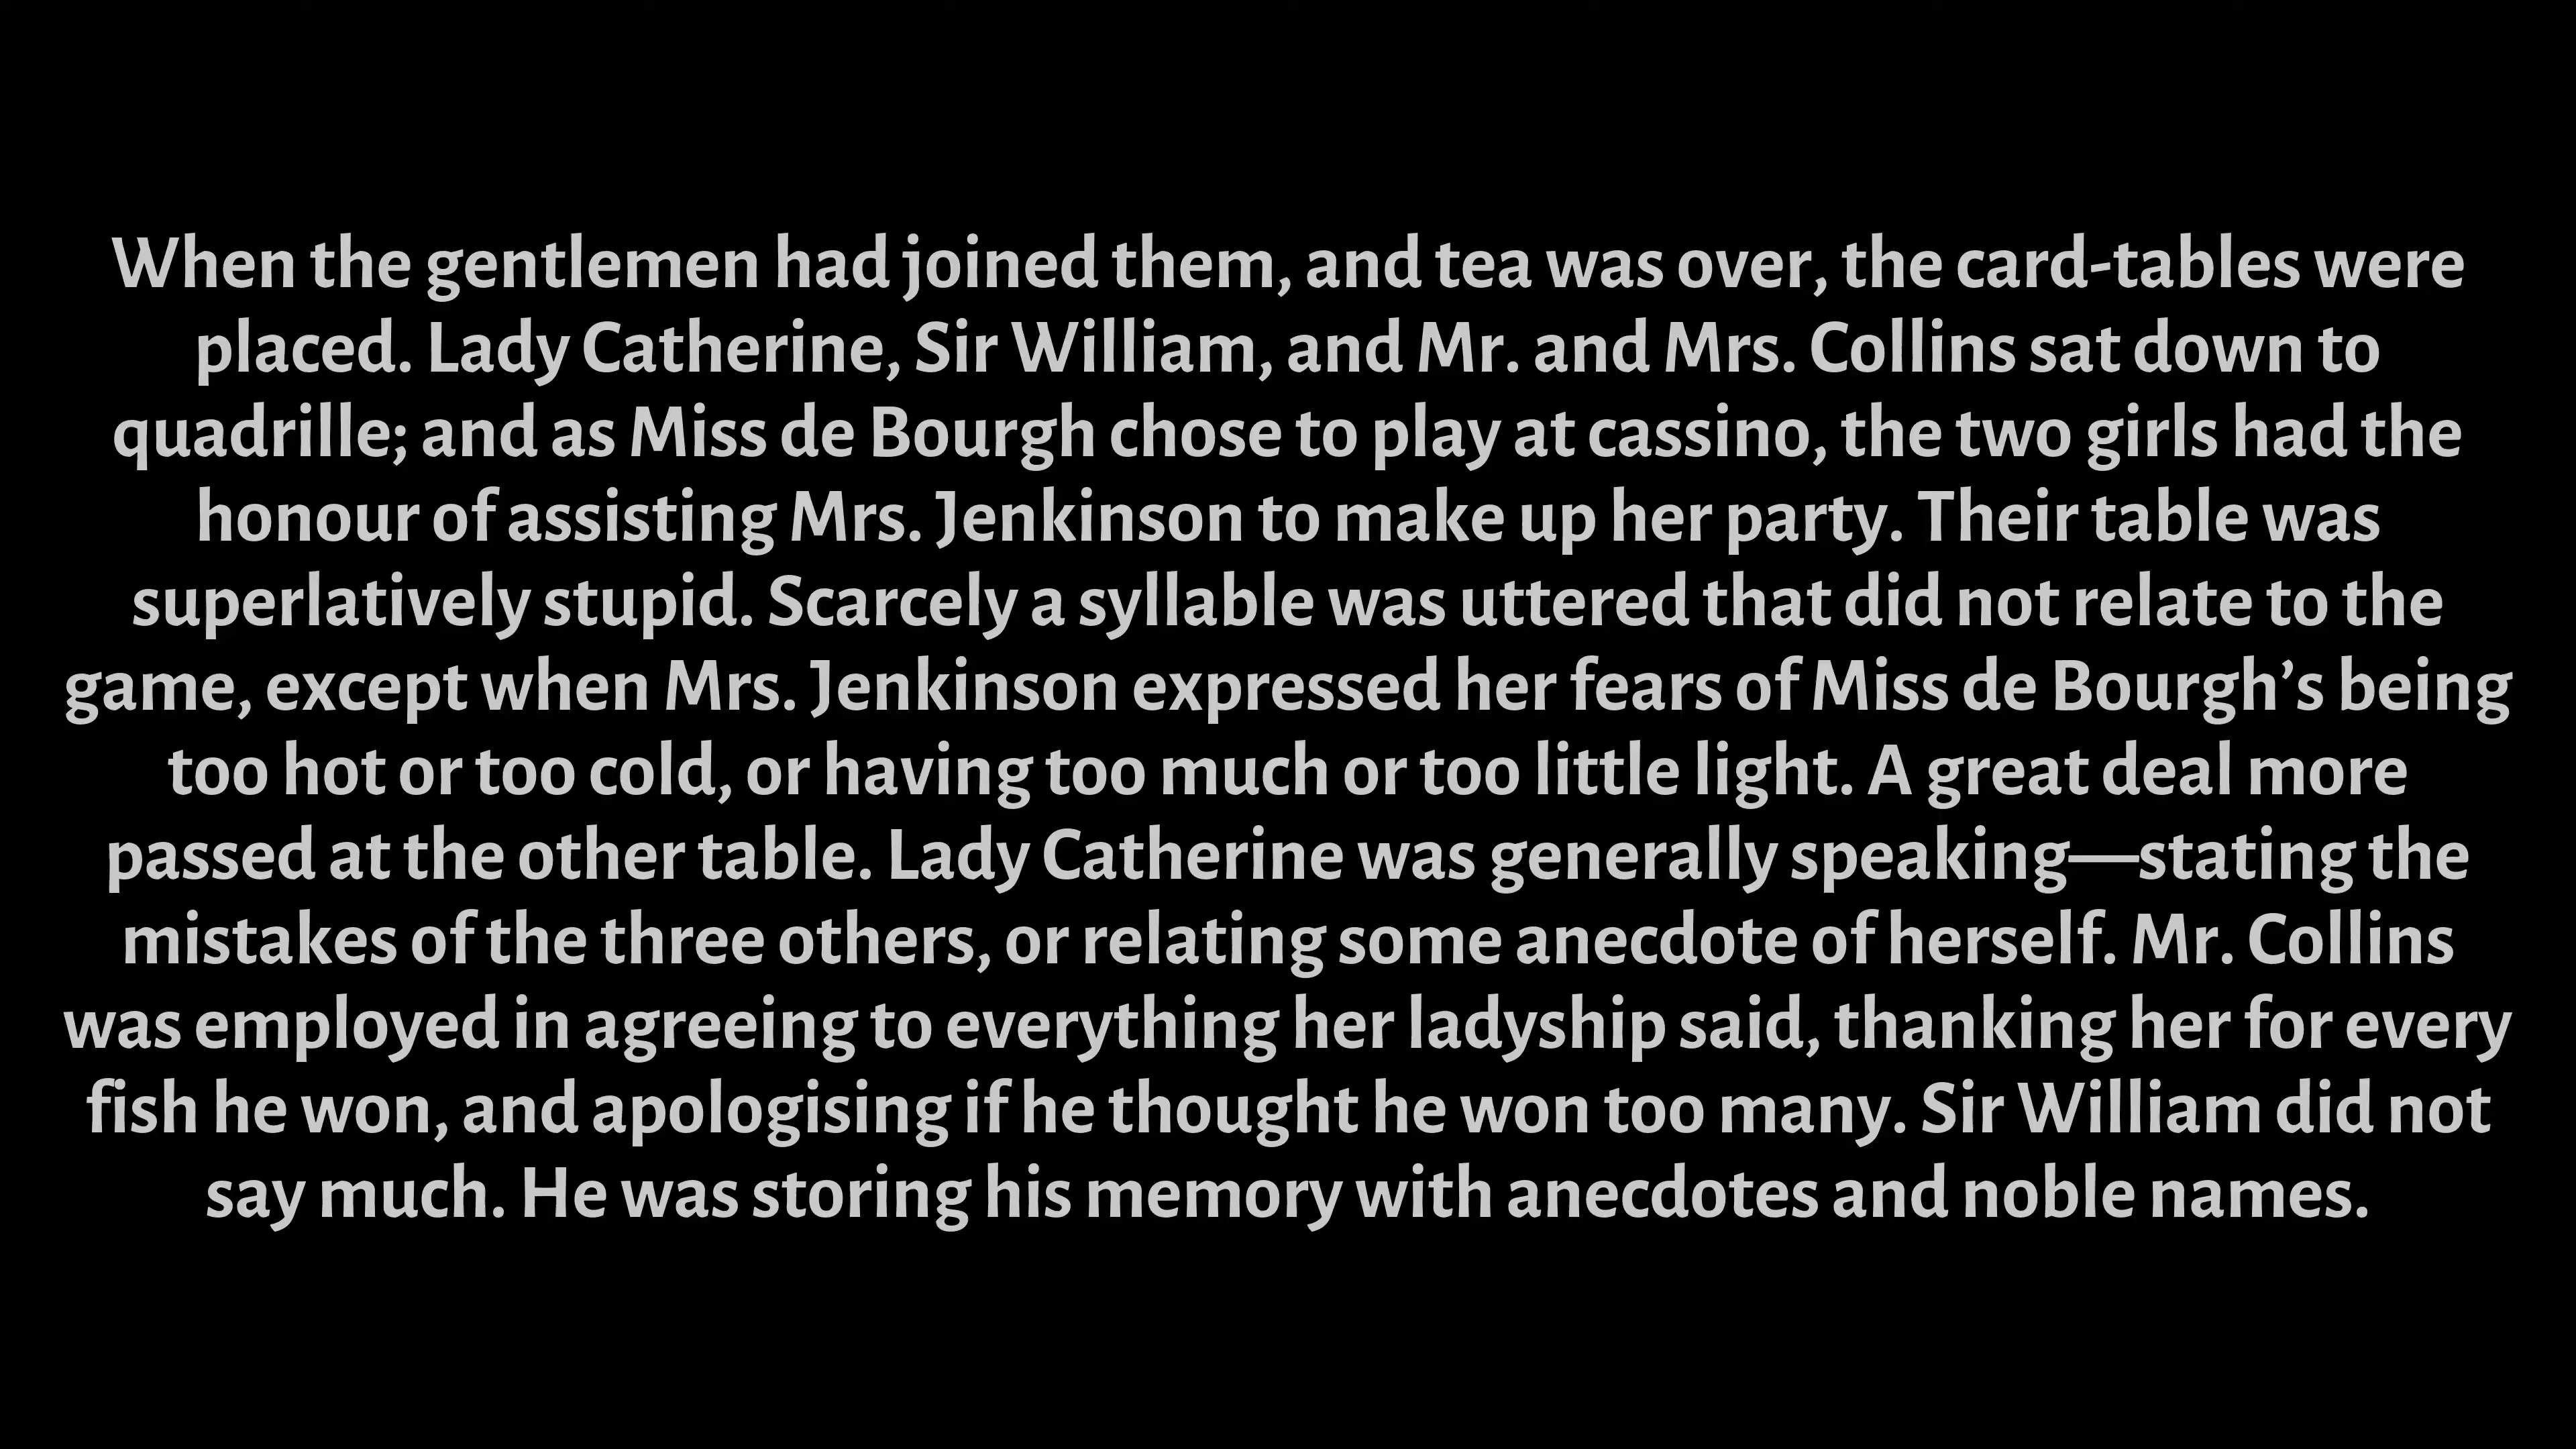 When the gentlemen had joined them, and tea was over, the card-tables were
placed. Lady Catherine, Sir William, and Mr. and Mrs. Collins sat down to
quadrille; and as Miss de Bourgh chose to play at cassino, the two girls had the
honour of assisting Mrs. Jenkinson to make up her party. Their table was
superlatively stupid. Scarcely a syllable was uttered that did not relate to the
game, except when Mrs. Jenkinson expressed her fears of Miss de Bourgh’s being
too hot or too cold, or having too much or too little light. A great deal more
passed at the other table. Lady Catherine was generally speaking—stating the
mistakes of the three others, or relating some anecdote of herself. Mr. Collins
was employed in agreeing to everything her ladyship said, thanking her for every
fish he won, and apologising if he thought he won too many. Sir William did not
say much. He was storing his memory with anecdotes and noble names.